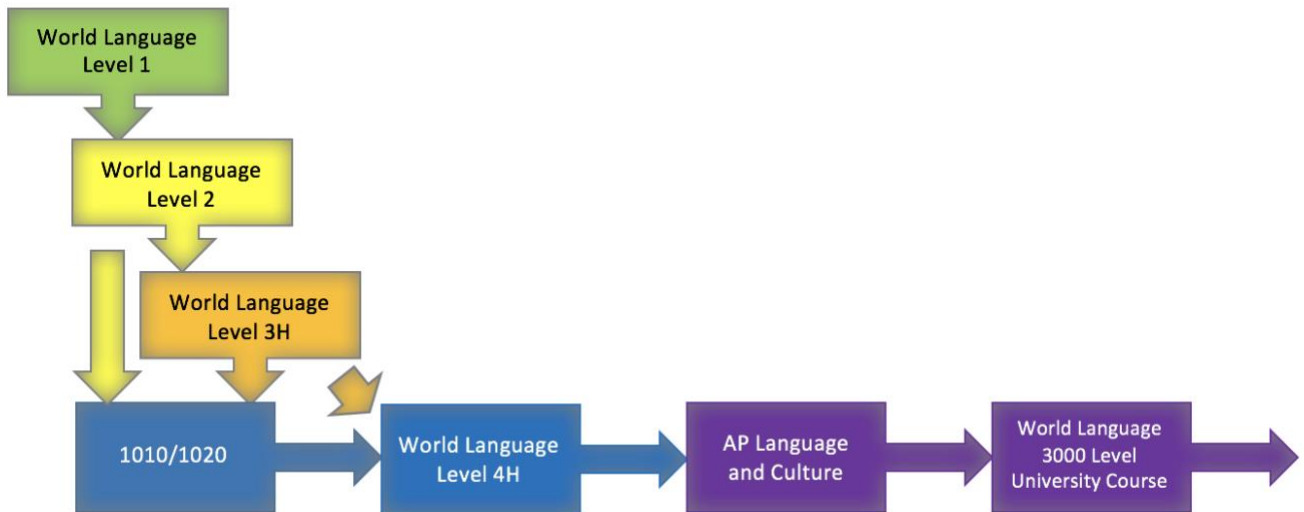 World Language
Level 1
World Language
Level 2
World Language
Level 3H
1010/1020
World Language
Level 4H
AP Language
and Culture
World Language
3000 Level
University Course